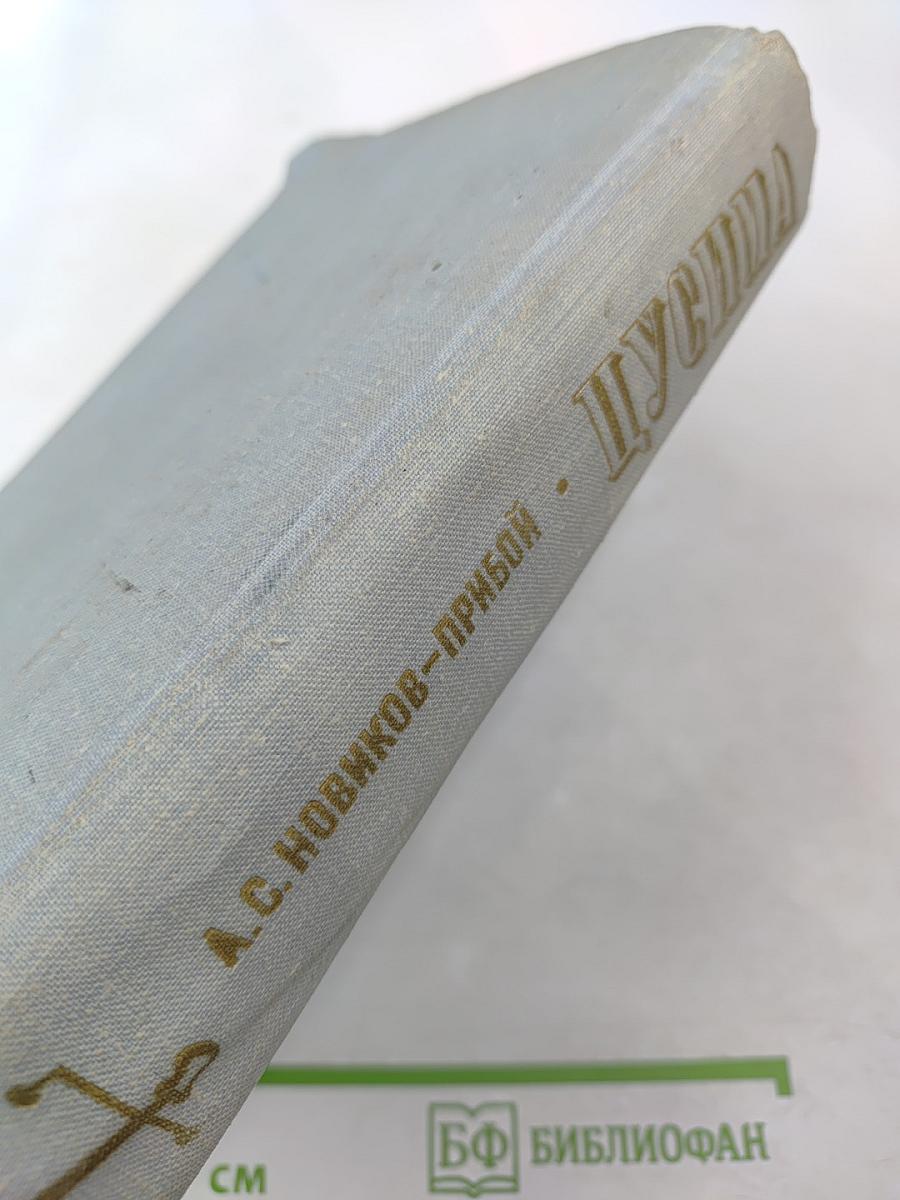 А. С. НОВИКОВ–ПРИБОЙ · ЦУСИМА
СМ
БФ БИБЛИОФАН